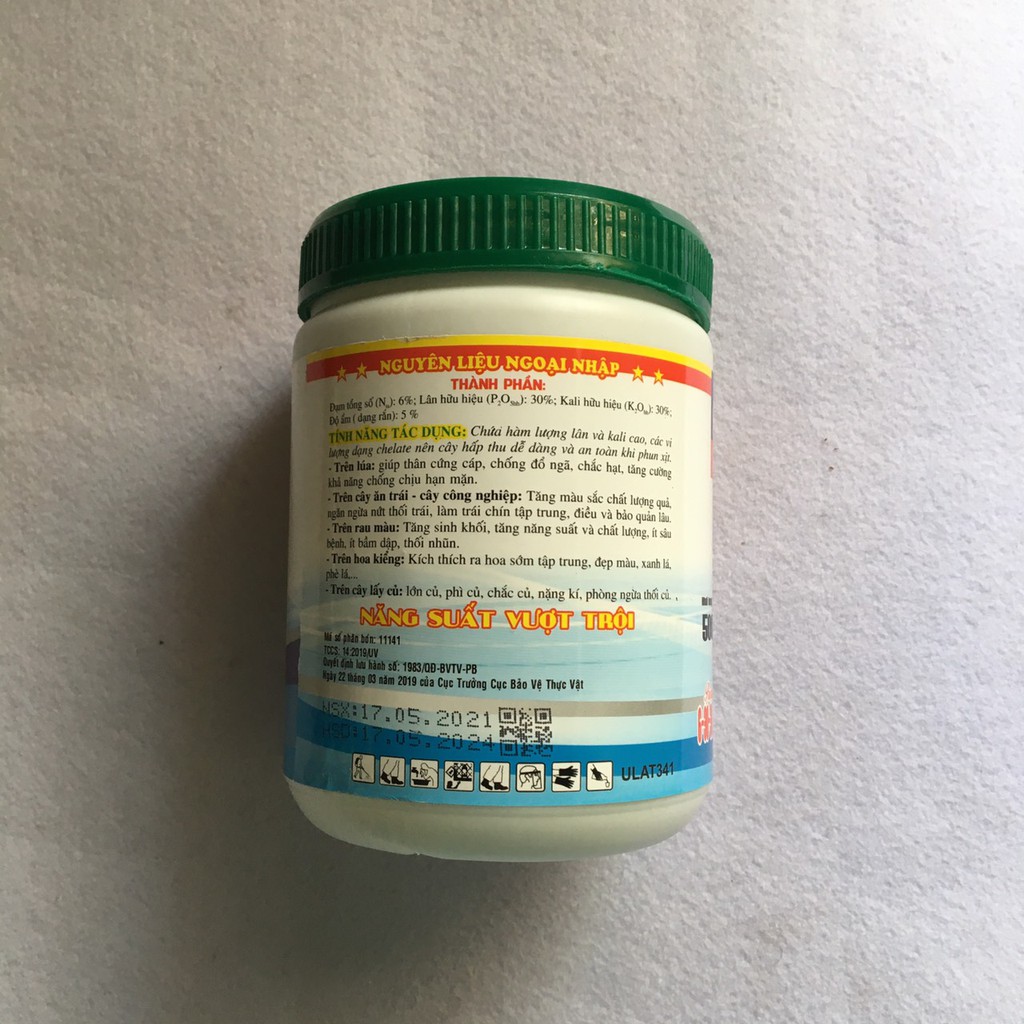 NGUYÊN LIỆU NGOẠI NHẬP
THÀNH PHẦN:
Đạm tổng số (Nts): 6%; Lân hữu hiệu (P2O5hh): 30%; Kali hữu hiệu (K2Ohh): 30%;
Độ ẩm ( dạng rắn): 5 %
TÍNH NĂNG TÁC DỤNG: Chứa hàm lượng lân và kali cao, các vi
lượng dạng chelate nên cây hấp thu dễ dàng và an toàn khi phun xịt.
- Trên lúa: giúp thân cứng cáp, chống đổ ngã, chắc hạt, tăng cường
khả năng chống chịu hạn mặn.
- Trên cây ăn trái - cây công nghiệp: Tăng màu sắc chất lượng quả,
ngăn ngừa nứt thối trái, làm trái chín tập trung, điều và bảo quản lâu.
- Trên rau màu: Tăng sinh khối, tăng năng suất và chất lượng, ít sâu
bệnh, ít bầm dập, thối nhũn.
- Trên hoa kiểng: Kích thích ra hoa sớm tập trung, đẹp màu, xanh lá,
phè lá,...
- Trên cây lấy củ: lớn củ, phì củ, chắc củ, nặng kí, phòng ngừa thối củ.
NĂNG SUẤT VƯỢT TRỘI
Mã số phân bón: 11141
TCCS: 14:2019/UV
Quyết định lưu hành số: 1983/QĐ-BVTV-PB
Ngày 22 tháng 03 năm 2019 của Cục Trưởng Cục Bảo Vệ Thực Vật
NSX:17.05.2021
HSD:17.05.2024
ULAT341